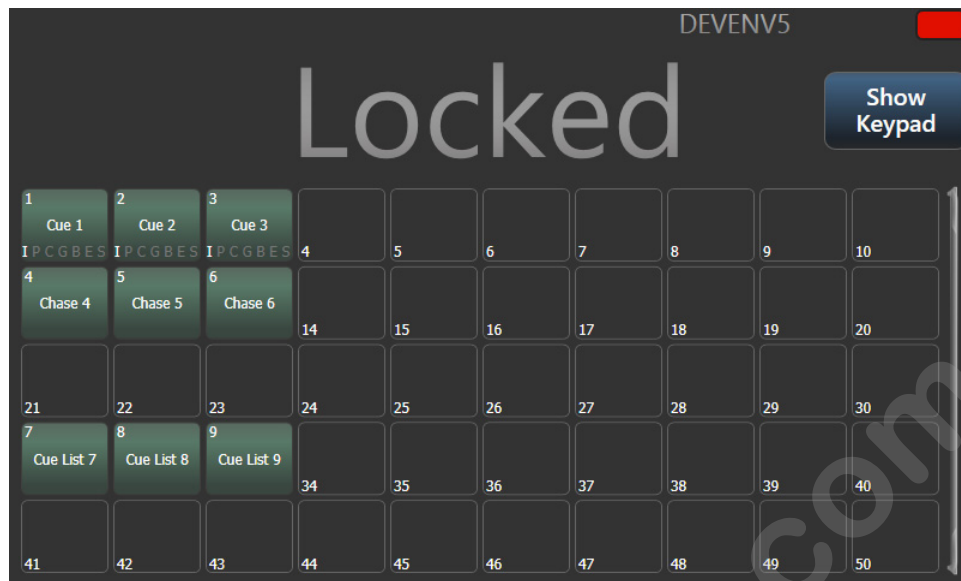 DEVENV5
Locked
Show
Keypad
1 2 3
Cue 1 Cue 2 Cue 3
I P C G B E S I P C G B E S I P C G B E S 4 5 6 7 8 9 10
4 5 6
Chase 4 Chase 5 Chase 6
14 15 16 17 18 19 20
21 22 23 24 25 26 27 28 29 30
7 8 9
Cue List 7 Cue List 8 Cue List 9
34 35 36 37 38 39 40
41 42 43 44 45 46 47 48 49 50
com